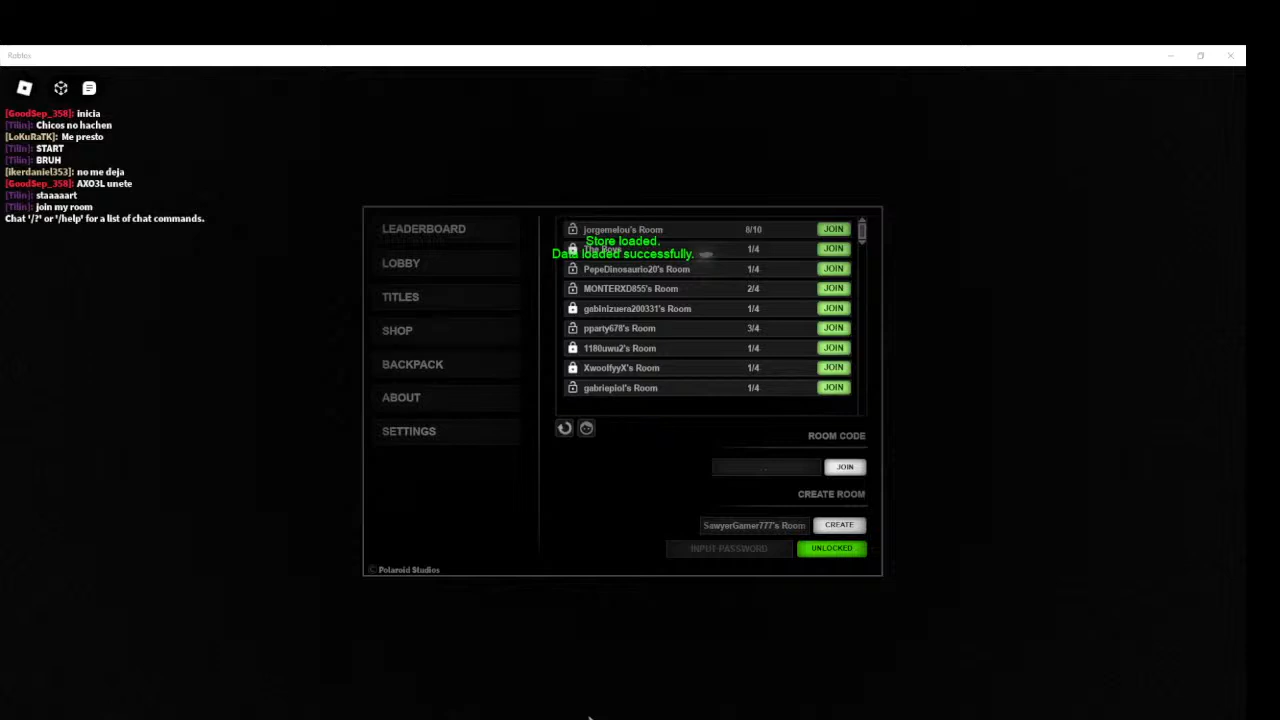 Roblox
[GoodSep_358]: inicia
[Tilin]: Chicos no hachen
[LoKuRaTK]: Me presto
[Tilin]: START
[Tilin]: BRUH
[ikerdaniel353]: no me deja
[GoodSep_358]: AXO3L unete
[Tilin]: staaaaart
[Tilin]: join my room
Chat '/?' or '/help' for a list of chat commands.
LEADERBOARD
LOBBY
TITLES
SHOP
BACKPACK
ABOUT
SETTINGS
jorgemelou's Room 8/10 JOIN
Store loaded.
The Boys 1/4 JOIN
Data loaded successfully.
PepeDinosaurio20's Room 1/4 JOIN
MONTERXD855's Room 2/4 JOIN
gabinizuera200331's Room 1/4 JOIN
pparty678's Room 3/4 JOIN
1180uwu2's Room 1/4 JOIN
XwoolfyyX's Room 1/4 JOIN
gabriepiol's Room 1/4 JOIN
ROOM CODE
JOIN
CREATE ROOM
SawyerGamer777's Room CREATE
INPUT PASSWORD UNLOCKED
© Polaroid Studios